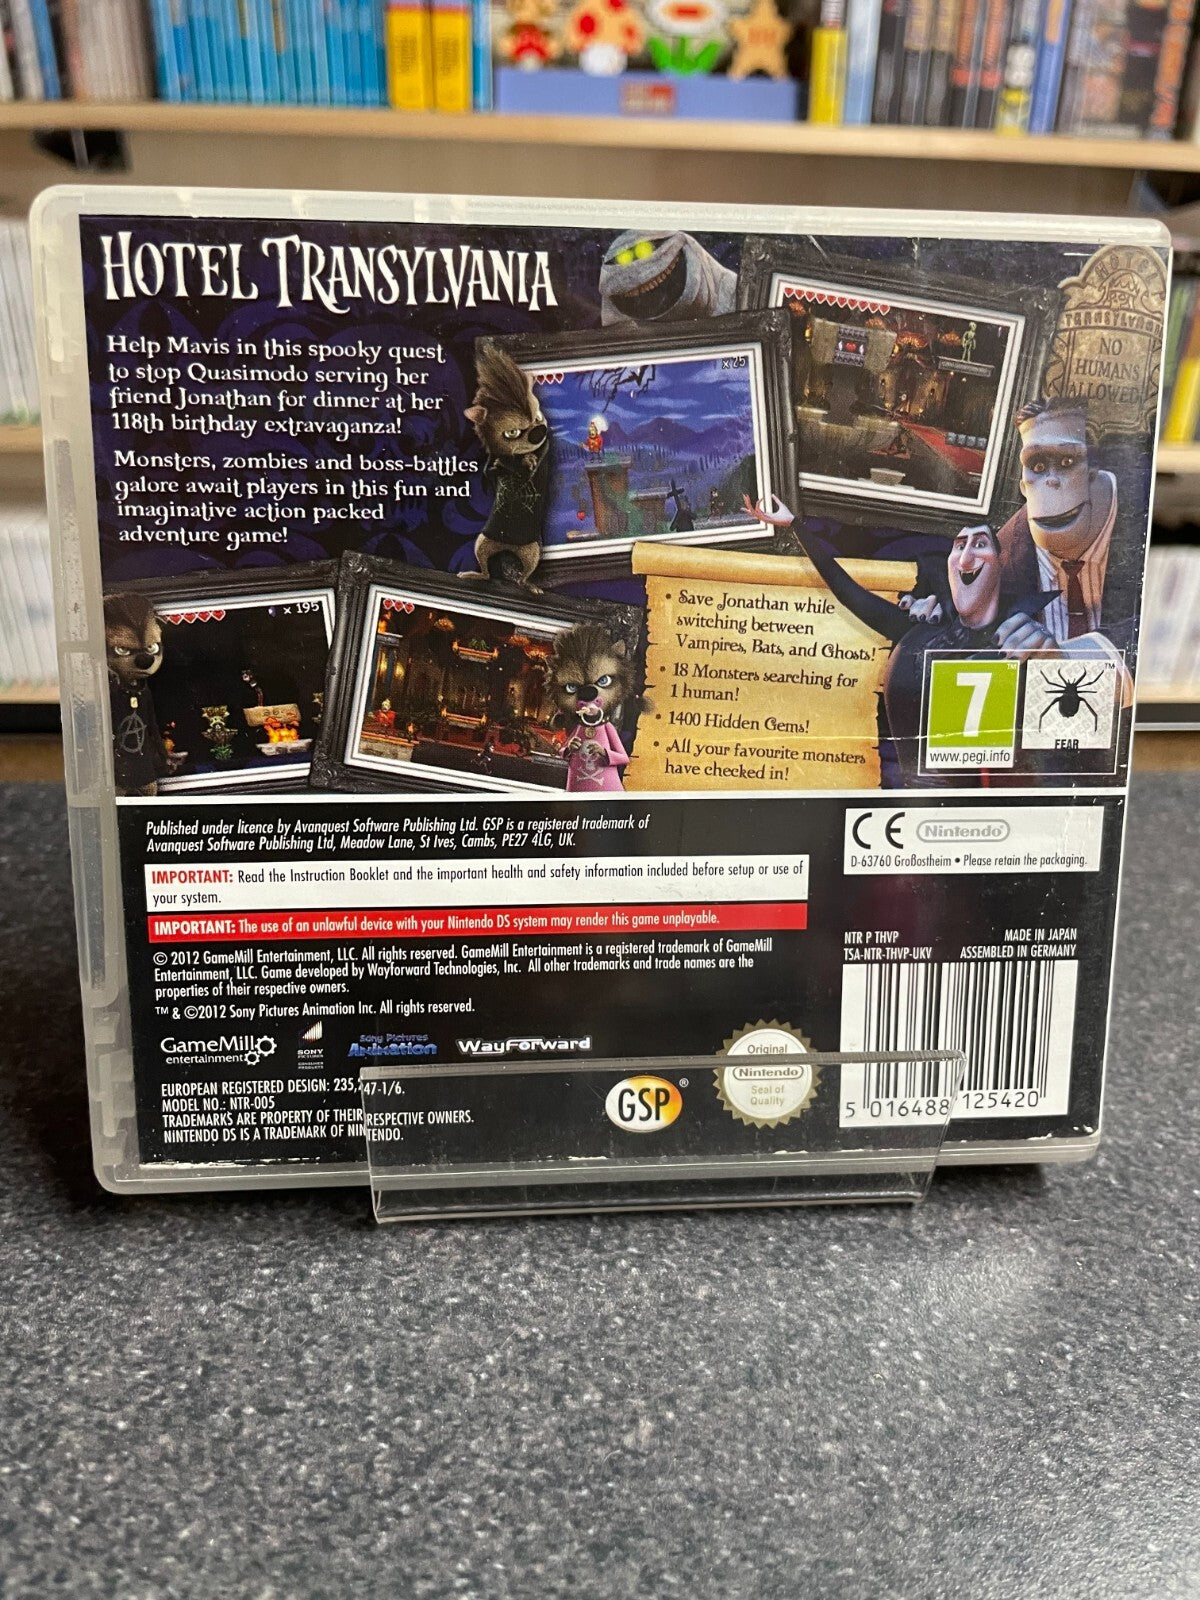 HOTEL TRANSYLVANIA
Help Mavis in this spooky quest
to stop Quasimodo serving her
friend Jonathan for dinner at her
118th birthday extravaganza!
Monsters, zombies and boss-battles
galore await players in this fun and
imaginative action packed
adventure game!
x 25
HOTEL
TRANSYLVANIA
NO
HUMANS
ALLOWED
x 195
• Save Jonathan while
switching between
Vampires, Bats, and Ghosts!
• 18 Monsters searching for
1 human!
• 1400 Hidden Gems!
• All your favourite monsters
have checked in!
7
TM
www.pegi.info
TM
FEAR
Published under licence by Avanquest Software Publishing Ltd. GSP is a registered trademark of
Avanquest Software Publishing Ltd, Meadow Lane, St Ives, Cambs, PE27 4LG, UK.
IMPORTANT: Read the Instruction Booklet and the important health and safety information included before setup or use of
your system.
IMPORTANT: The use of an unlawful device with your Nintendo DS system may render this game unplayable.
© 2012 GameMill Entertainment, LLC. All rights reserved. GameMill Entertainment is a registered trademark of GameMill
Entertainment, LLC. Game developed by Wayforward Technologies, Inc. All other trademarks and trade names are the
properties of their respective owners.
™ & ©2012 Sony Pictures Animation Inc. All rights reserved.
CE Nintendo®
D-63760 Großostheim • Please retain the packaging.
NTR P THVP
MADE IN JAPAN
TSA-NTR-THVP-UKV
ASSEMBLED IN GERMANY
GameMill
entertainment
SONY
PICTURES
CONSUMER
PRODUCTS
Sony Pictures
Animation
WayForward
EUROPEAN REGISTERED DESIGN: 235,247-1/6.
MODEL NO.: NTR-005
TRADEMARKS ARE PROPERTY OF THEIR RESPECTIVE OWNERS.
NINTENDO DS IS A TRADEMARK OF NINTENDO.
GSP®
Original
Nintendo
Seal of
Quality
5 016488 125420